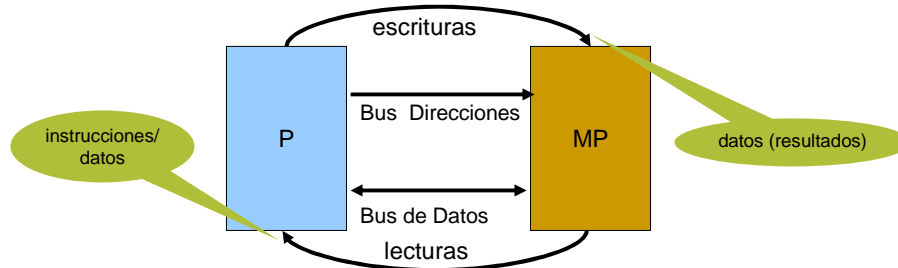 escrituras
Bus Direcciones
instrucciones/
datos
P
MP
datos (resultados)
Bus de Datos
lecturas